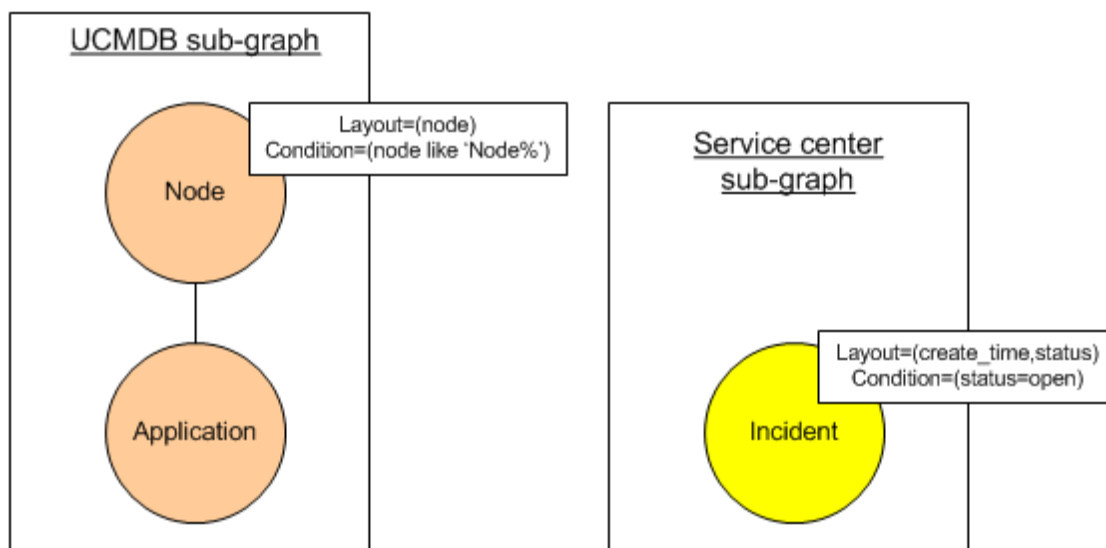 UCMDB sub-graph
Layout=(node)
Condition=(node like ‘Node%’)
Node
Application
Service center
sub-graph
Layout=(create_time,status)
Condition=(status=open)
Incident